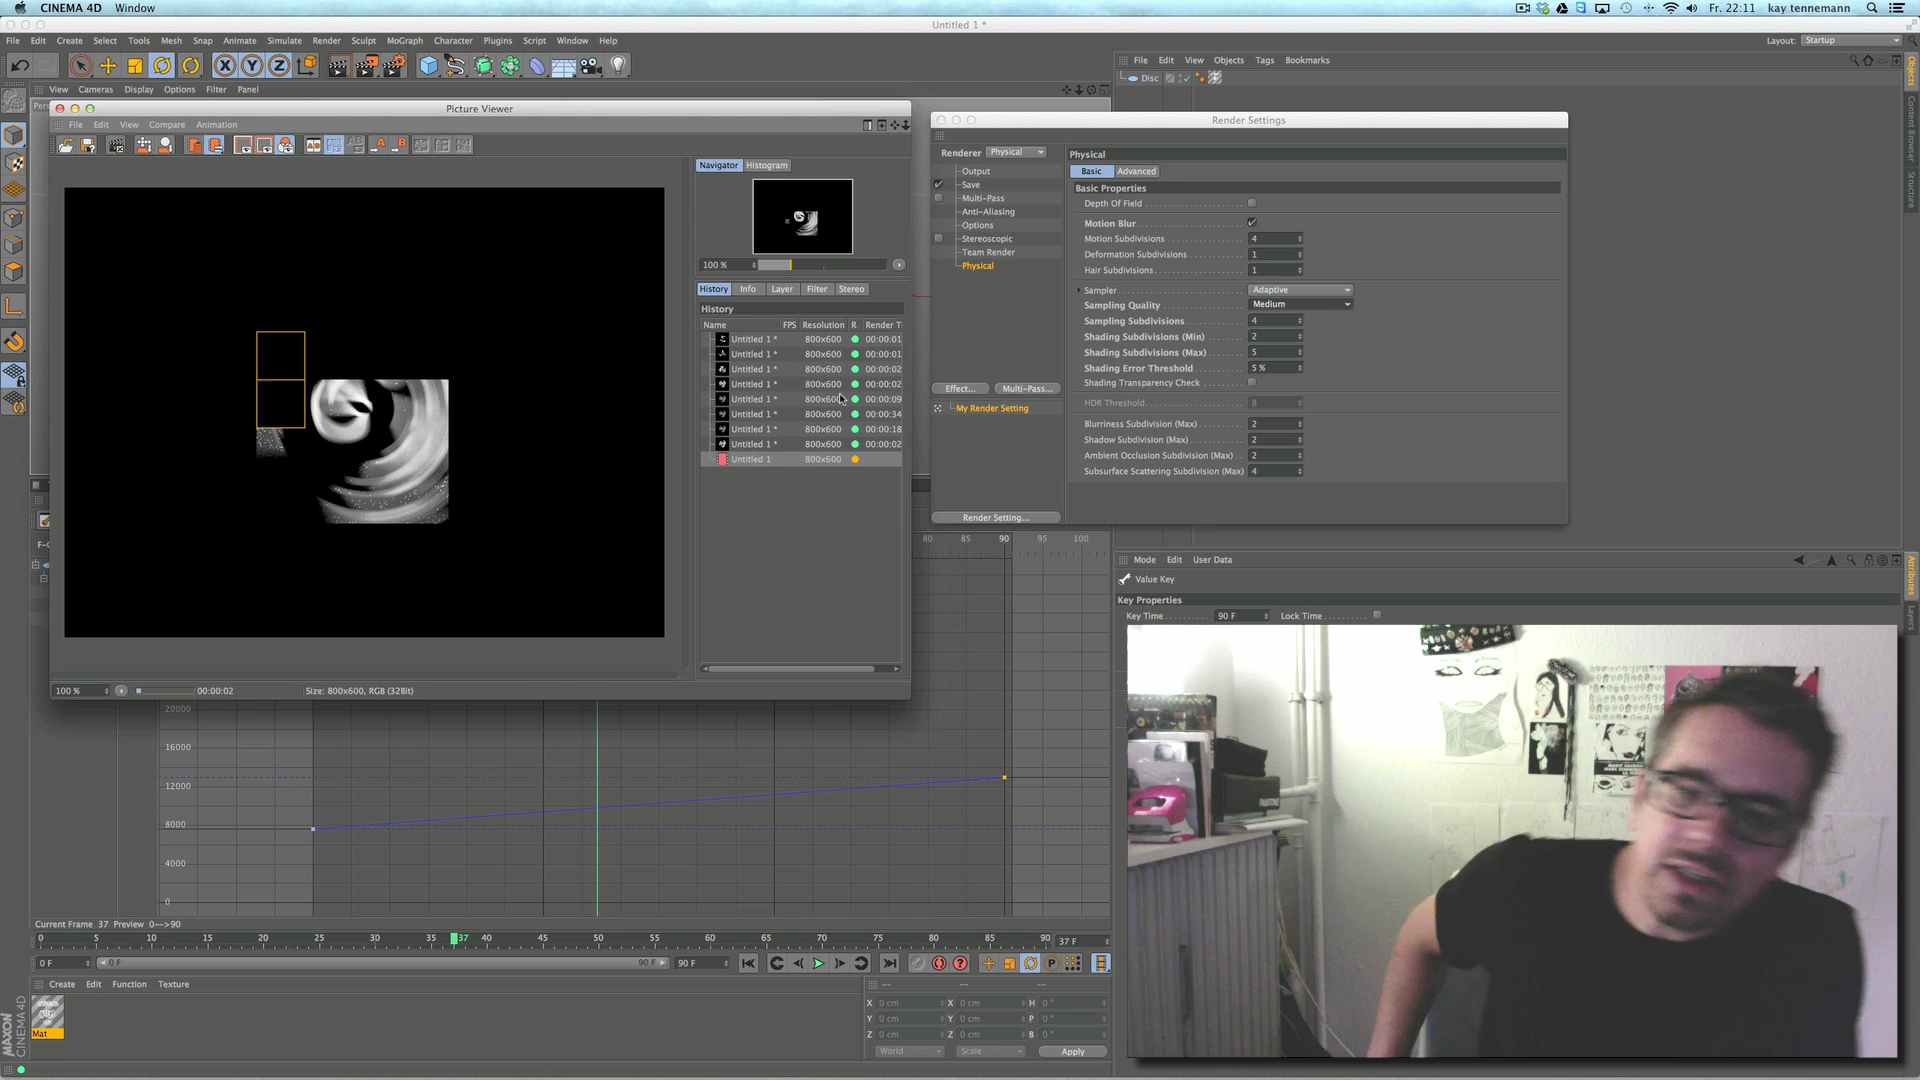 CINEMA 4D Window
Fr. 22:11 kay tennemann
Untitled 1 *
File Edit Create Select Tools Mesh Snap Animate Simulate Render Sculpt MoGraph Character Plugins Script Window Help
Layout: Startup
View Cameras Display Options Filter Panel
File Edit View Objects Tags Bookmarks
Disc
Objects
Content Browser
Structure
Picture Viewer
File Edit View Compare Animation
Navigator Histogram
100 %
History Info Layer Filter Stereo
History
Name FPS Resolution R Render T
Untitled 1 * 800x600 00:00:01
Untitled 1 * 800x600 00:00:01
Untitled 1 * 800x600 00:00:02
Untitled 1 * 800x600 00:00:02
Untitled 1 * 800x600 00:00:09
Untitled 1 * 800x600 00:00:34
Untitled 1 * 800x600 00:00:18
Untitled 1 * 800x600 00:00:02
Untitled 1 800x600
100 % 00:00:02 Size: 800x600, RGB (32Bit)
Render Settings
Renderer Physical
Output
Save
Multi-Pass
Anti-Aliasing
Options
Stereoscopic
Team Render
Physical
Effect... Multi-Pass...
My Render Setting
Render Setting...
Physical
Basic Advanced
Basic Properties
Depth Of Field
Motion Blur
Motion Subdivisions 4
Deformation Subdivisions 1
Hair Subdivisions 1
Sampler Adaptive
Sampling Quality Medium
Sampling Subdivisions 4
Shading Subdivisions (Min) 2
Shading Subdivisions (Max) 5
Shading Error Threshold 5 %
Shading Transparency Check
HDR Threshold 8
Blurriness Subdivision (Max) 2
Shadow Subdivision (Max) 2
Ambient Occlusion Subdivision (Max) 2
Subsurface Scattering Subdivision (Max) 4
80 85 90 95 100
Mode Edit User Data
Value Key
Key Properties
Key Time 90 F Lock Time
Attributes
Layers
20000
16000
12000
8000
4000
0
PANTONE
Current Frame 37 Preview 0-->90
0 5 10 15 20 25 30 35 37 40 45 50 55 60 65 70 75 80 85 90 37 F
0 F 0 F 90 F 90 F
Create Edit Function Texture
Mat
X 0 cm X 0 cm H 0 °
Y 0 cm Y 0 cm P 0 °
Z 0 cm Z 0 cm B 0 °
World Scale Apply
MAXON CINEMA 4D